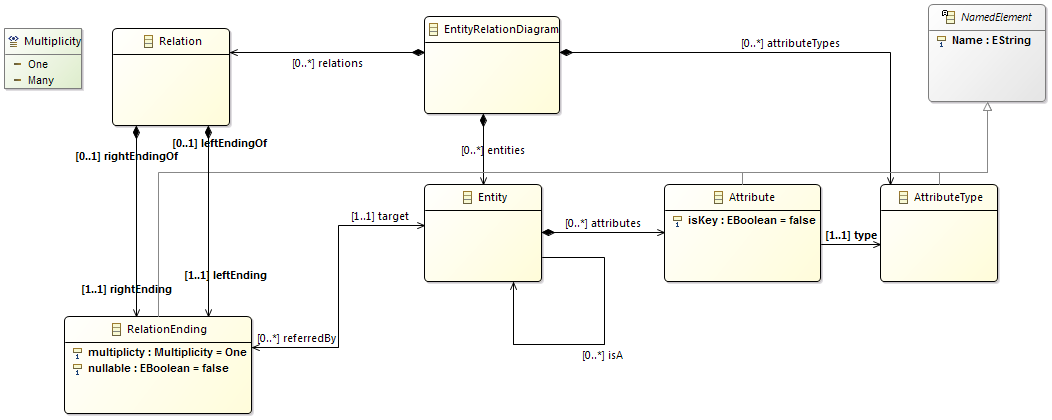 Multiplicity
One
Many
Relation
EntityRelationDiagram
NamedElement
Name : EString
[0..*] relations
[0..*] attributeTypes
[0..1] leftEndingOf
[0..1] rightEndingOf
[0..*] entities
Entity
Attribute
isKey : EBoolean = false
AttributeType
[1..1] target
[0..*] attributes
[1..1] type
[1..1] leftEnding
[1..1] rightEnding
RelationEnding
multiplicty : Multiplicity = One
nullable : EBoolean = false
[0..*] referredBy
[0..*] isA